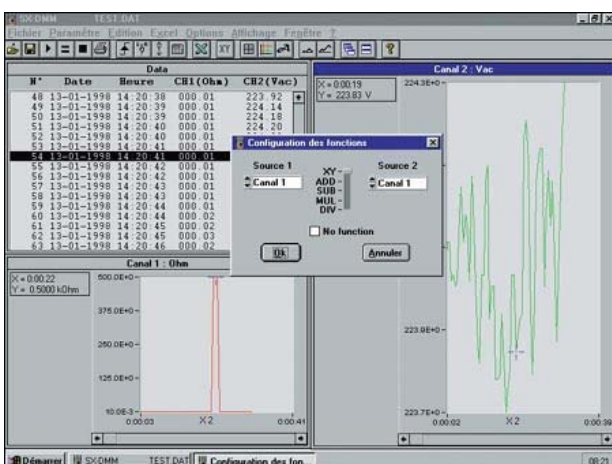 SX-DMM TEST.DAT
Fichier Paramètre Edition Excel Options Affichage Fenêtre ?
Data
N° Date Heure CH1(Ohm) CH2(Vac)
48 13-01-1998 14:20:38 000.01 223.92
49 13-01-1998 14:20:39 000.01 224.14
50 13-01-1998 14:20:39 000.01 224.18
51 13-01-1998 14:20:40 000.01 224.20
52 13-01-1998 14:20:40 000.01
53 13-01-1998 14:20:41 000.01
54 13-01-1998 14:20:41 000.01
55 13-01-1998 14:20:42 000.01
56 13-01-1998 14:20:42 000.01
57 13-01-1998 14:20:43 000.01
58 13-01-1998 14:20:43 000.01
59 13-01-1998 14:20:44 000.01
60 13-01-1998 14:20:44 000.02
61 13-01-1998 14:20:45 000.02
62 13-01-1998 14:20:45 000.03
63 13-01-1998 14:20:46 000.02
Canal 2 : Vac
X = 0:00:19
Y = 223.83 V
224.3E+0
223.9E+0
223.7E+0
0:00:02 X 2 0:00:39
Configuration des fonctions
Source 1
Canal 1
XY
ADD
SUB
MUL
DIV
Source 2
Canal 1
No function
Ok
Annuler
Canal 1 : Ohm
X = 0:00:22
Y = 0.5000 kOhm
500.0E+0
375.0E+0
250.0E+0
125.0E+0
10.0E-3
0:00:03 X 2 0:00:41
Démarrer SX-DMM TEST.DAT Configuration des fon...
08:21